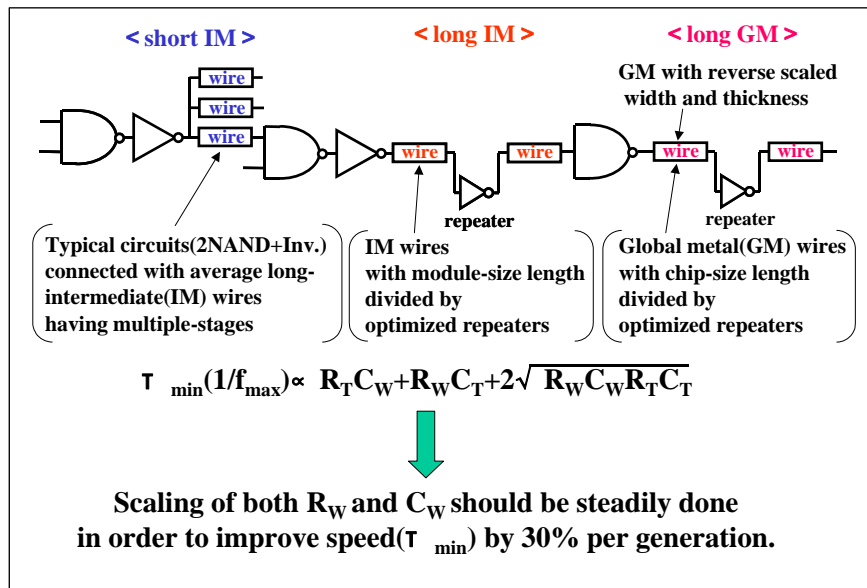 < short IM >
< long IM >
< long GM >
wire
wire
wire
GM with reverse scaled
width and thickness
wire
wire
wire
wire
repeater
repeater
Typical circuits(2NAND+Inv.)
connected with average long-
intermediate(IM) wires
having multiple-stages
IM wires
with module-size length
divided by
optimized repeaters
Global metal(GM) wires
with chip-size length
divided by
optimized repeaters
τ min(1/fmax)∝ RTCW+RWCT+2√ RWCWRTCT
Scaling of both RW and CW should be steadily done
in order to improve speed(τ min) by 30% per generation.